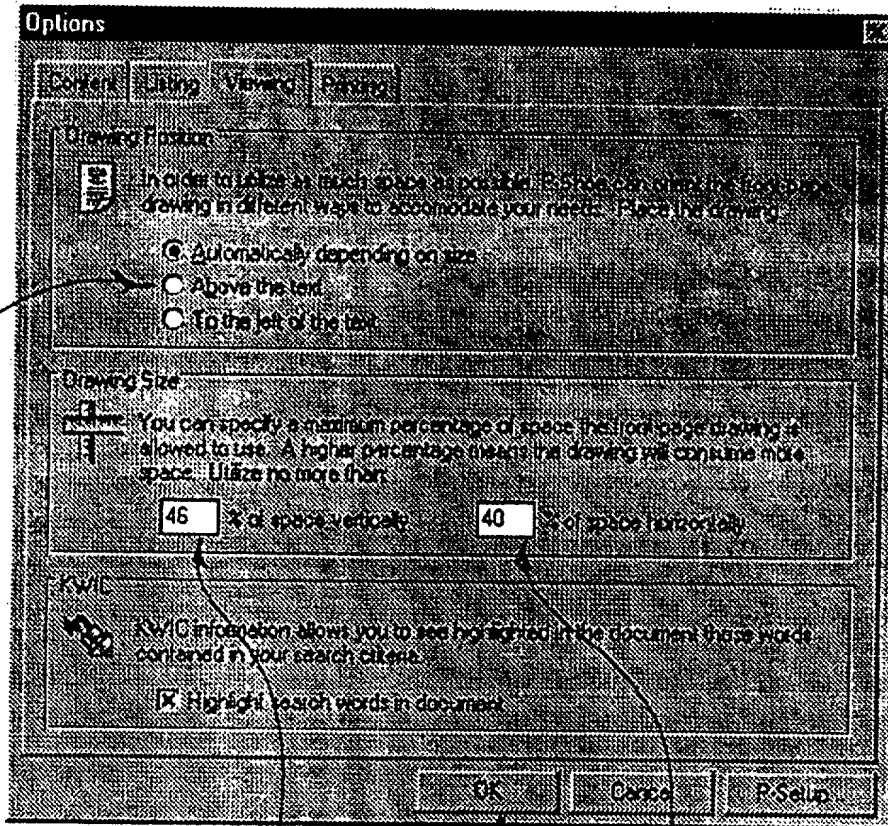 Options
Content Listing Viewing Printing
Drawing Position
In order to utilize as much space as possible, P-Shoe can orient the front-page
drawing in different ways to accomodate your needs. Place the drawing:
Automatically depending on size
Above the text
To the left of the text
Drawing Size
You can specify a maximum percentage of space the front-page drawing is
allowed to use. A higher percentage means the drawing will consume more
space. Utilize no more than:
46 % of space vertically 40 % of space horizontally
KWIC
KWIC information allows you to see highlighted in the document those words
contained in your search criteria.
Highlight search words in document
OK Cancel P-Setup...